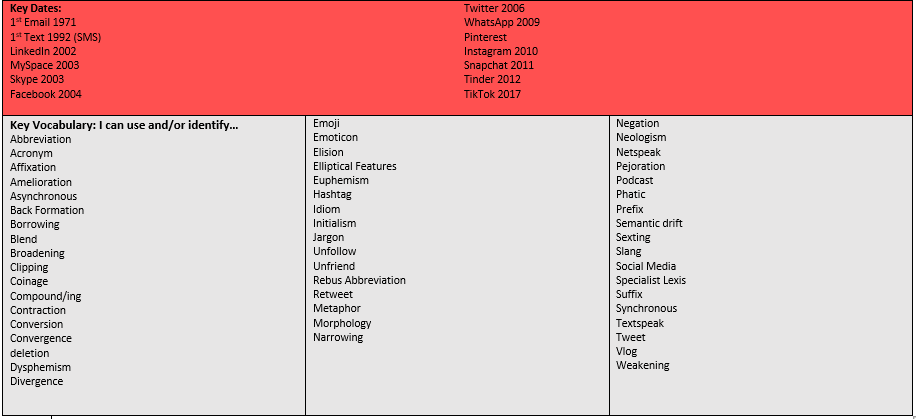 Key Dates:
1st Email 1971
1st Text 1992 (SMS)
LinkedIn 2002
MySpace 2003
Skype 2003
Facebook 2004
Twitter 2006
WhatsApp 2009
Pinterest
Instagram 2010
Snapchat 2011
Tinder 2012
TikTok 2017
Key Vocabulary: I can use and/or identify...
Abbreviation
Acronym
Affixation
Amelioration
Asynchronous
Back Formation
Borrowing
Blend
Broadening
Clipping
Coinage
Compound/ing
Contraction
Conversion
Convergence
deletion
Dysphemism
Divergence
Emoji
Emoticon
Elision
Elliptical Features
Euphemism
Hashtag
Idiom
Initialism
Jargon
Unfollow
Unfriend
Rebus Abbreviation
Retweet
Metaphor
Morphology
Narrowing
Negation
Neologism
Netspeak
Pejoration
Podcast
Phatic
Prefix
Semantic drift
Sexting
Slang
Social Media
Specialist Lexis
Suffix
Synchronous
Textspeak
Tweet
Vlog
Weakening